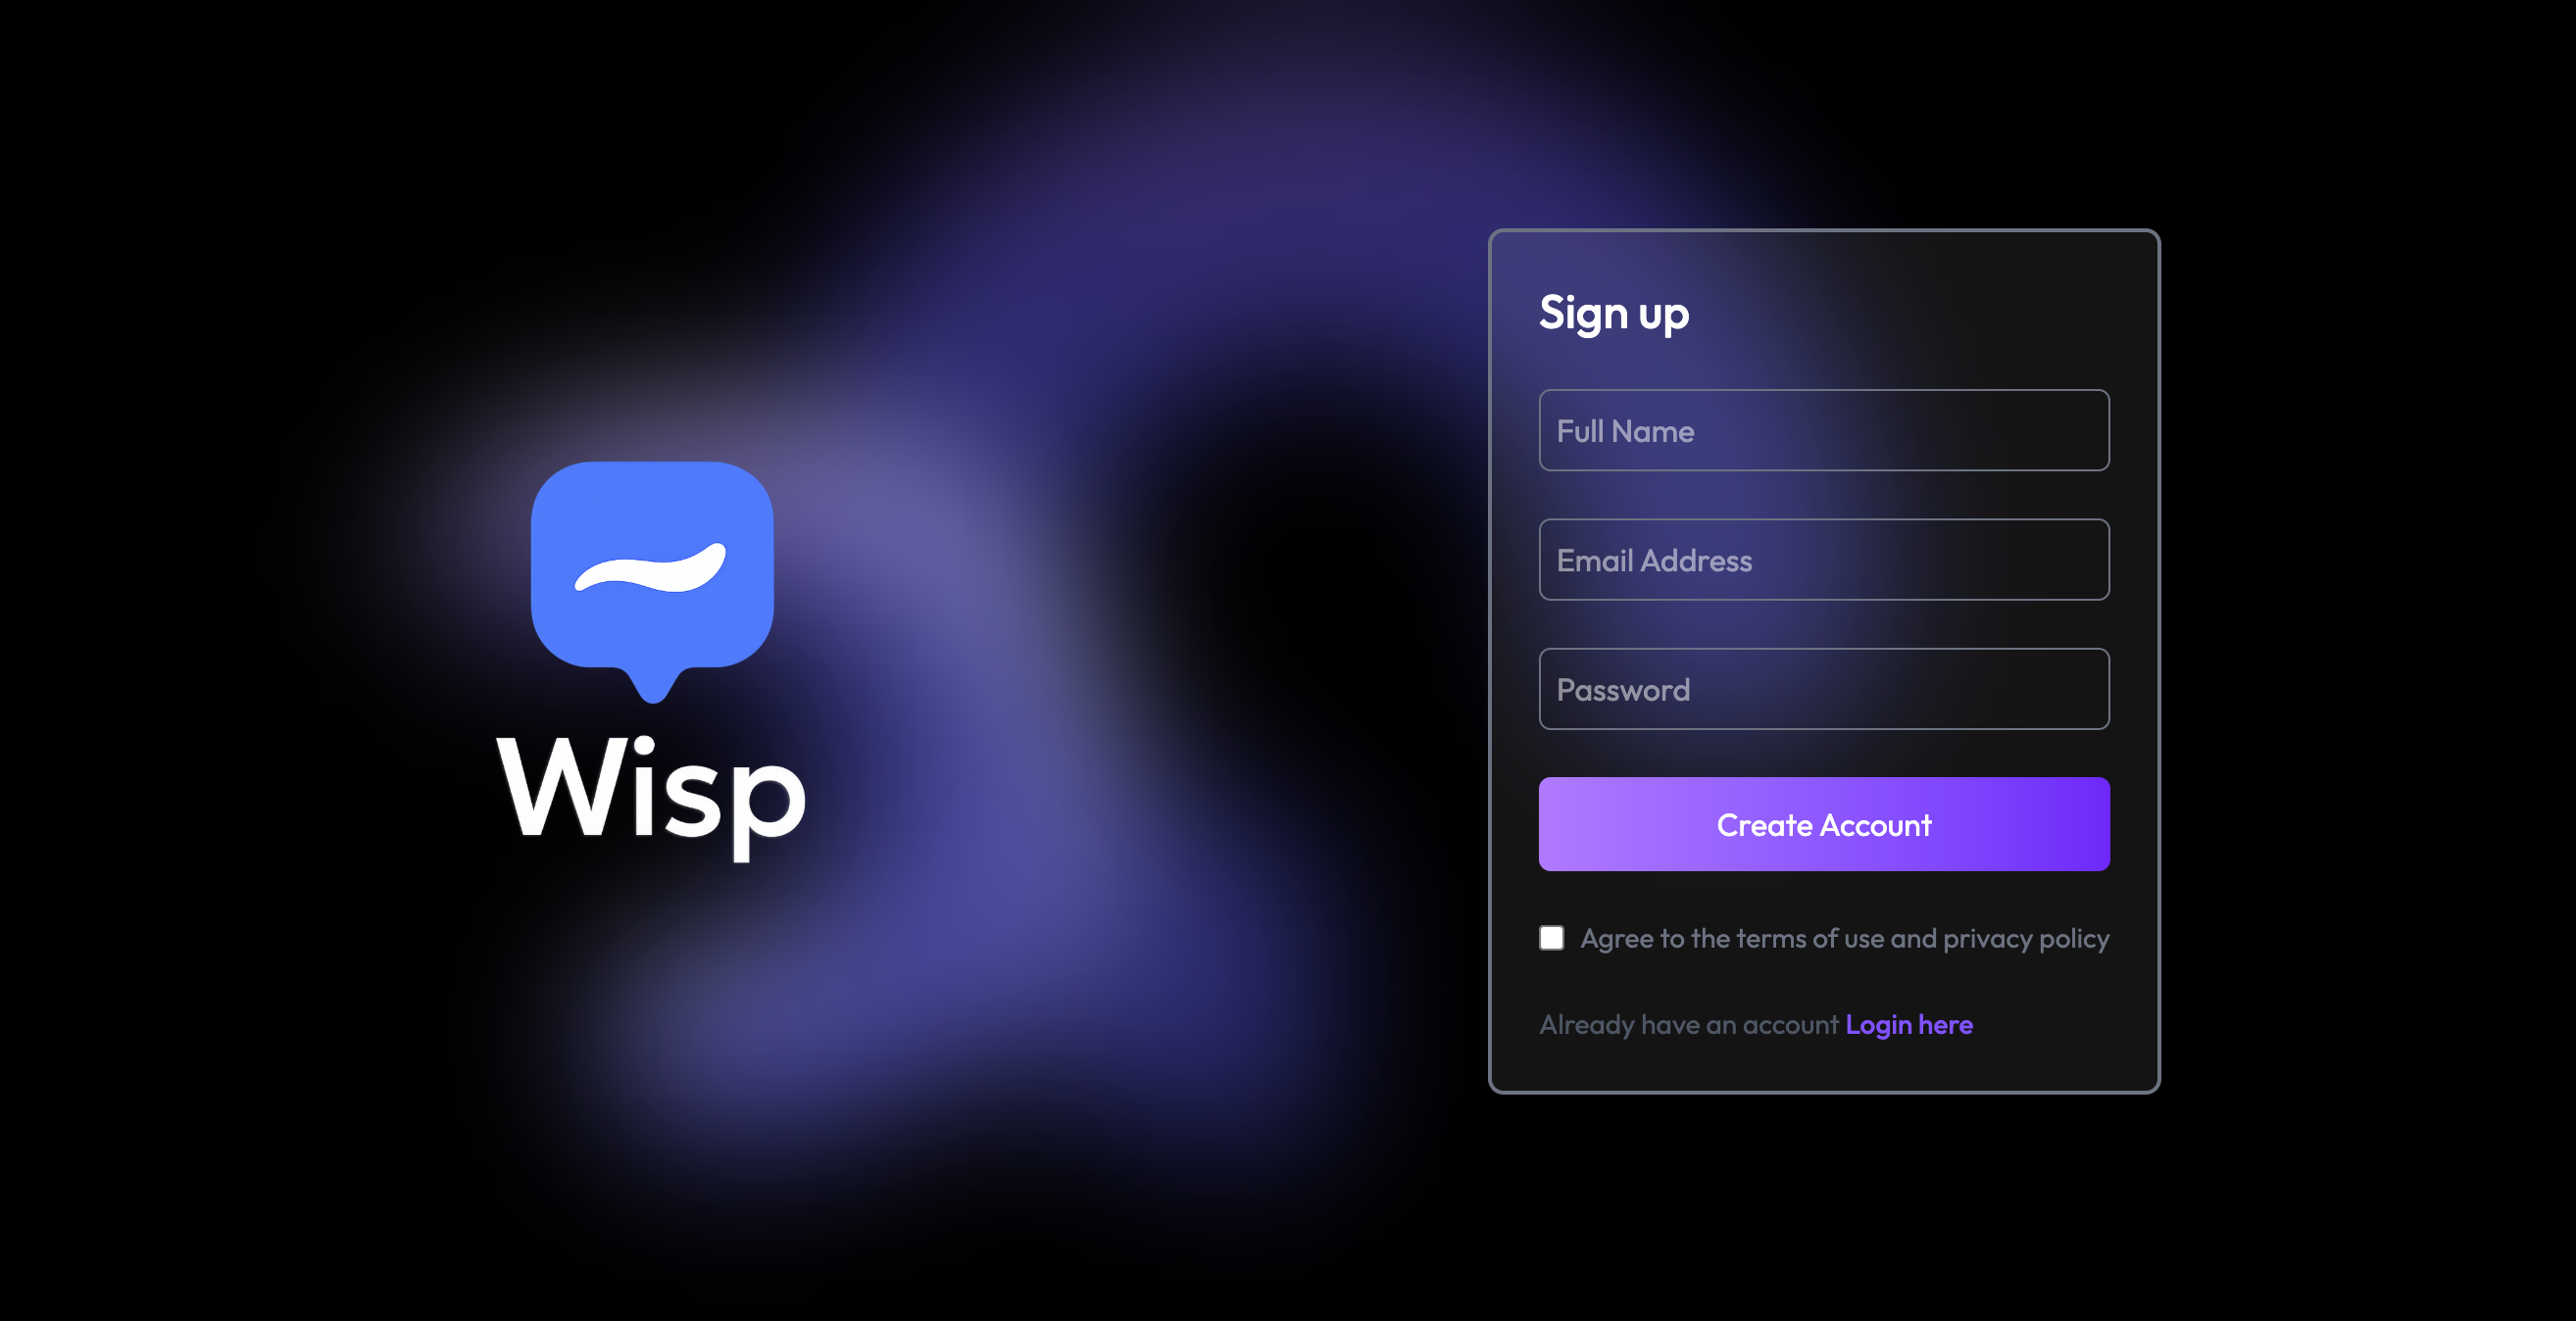 Wisp
Sign up
Full Name
Email Address
Password
Create Account
Agree to the terms of use and privacy policy
Already have an account Login here